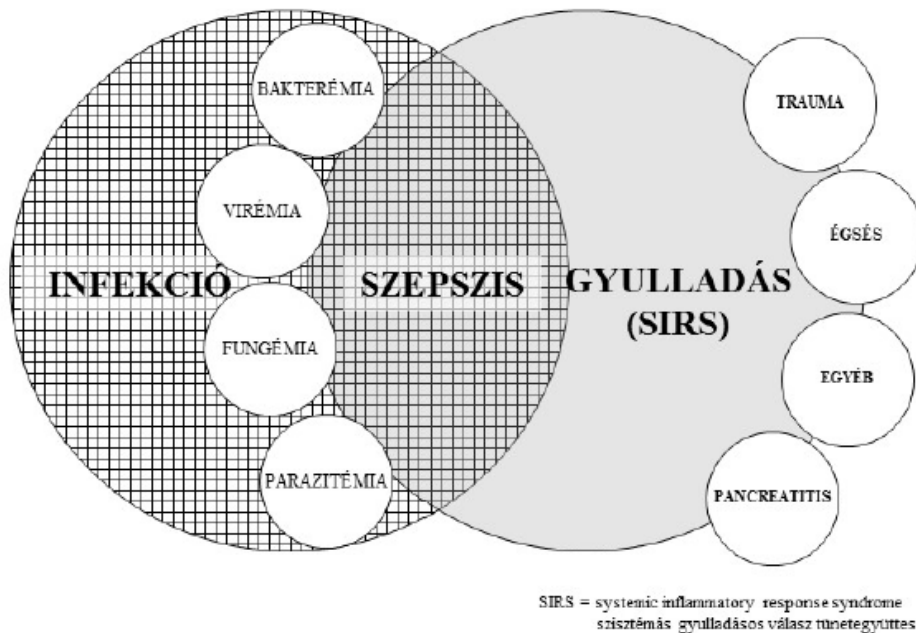 BAKTERÉMIA
TRAUMA
VIRÉMIA
ÉGSÉS
INFEKCIÓ
SZEPSZIS
GYULLADÁS
(SIRS)
FUNGÉMIA
EGYÉB
PARAZITÉMIA
PANCREATITIS
SIRS = systemic inflammatory response syndrome
szisztémás gyulladásos válasz tünetegyüttes